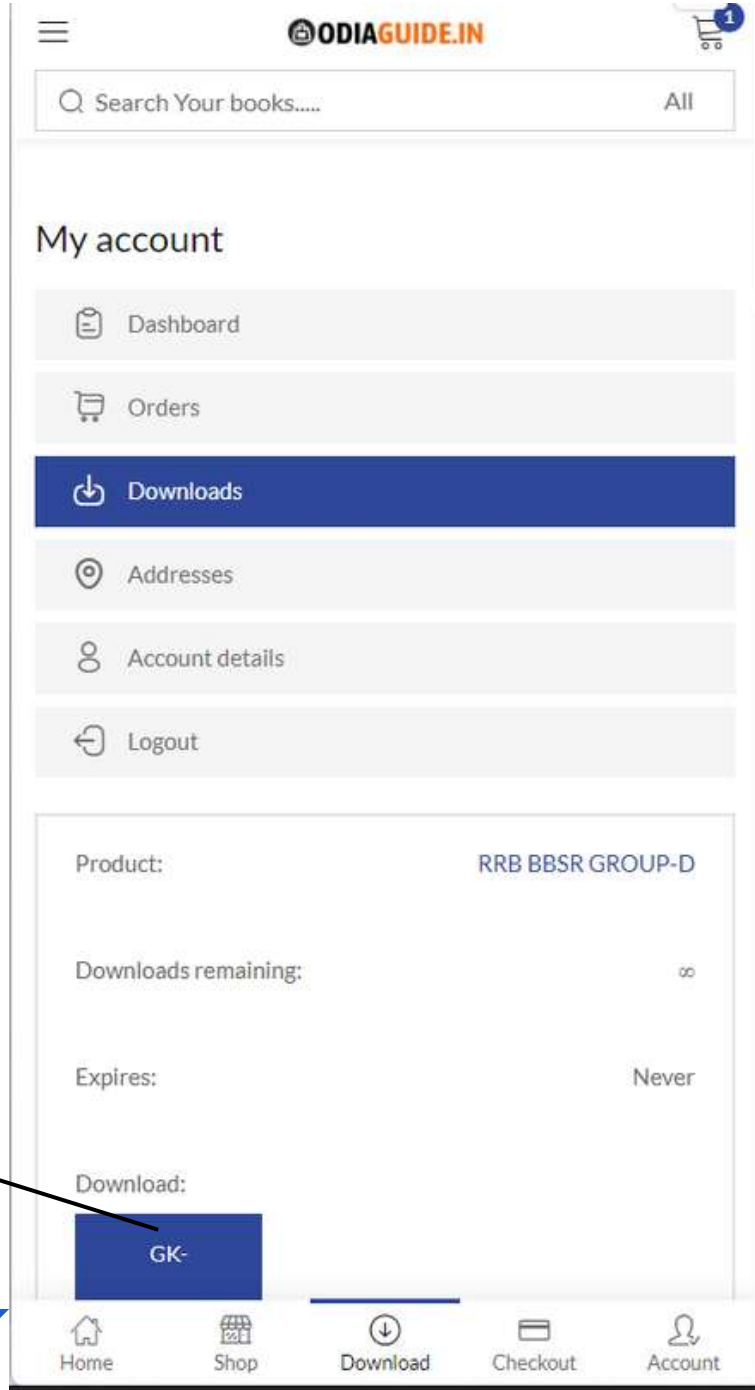 ODIAGUIDE.IN 1
Search Your books..... All
My account
Dashboard
Orders
Downloads
Addresses
Account details
Logout
Product: RRB BBSR GROUP-D
Downloads remaining: ∞
Expires: Never
Download:
GK-
Home Shop Download Checkout Account